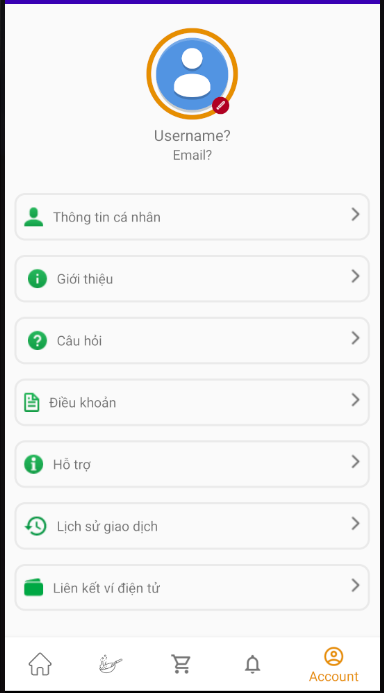 Username?
Email?
Thông tin cá nhân
Giới thiệu
Câu hỏi
Điều khoản
Hỗ trợ
Lịch sử giao dịch
Liên kết ví điện tử
Account